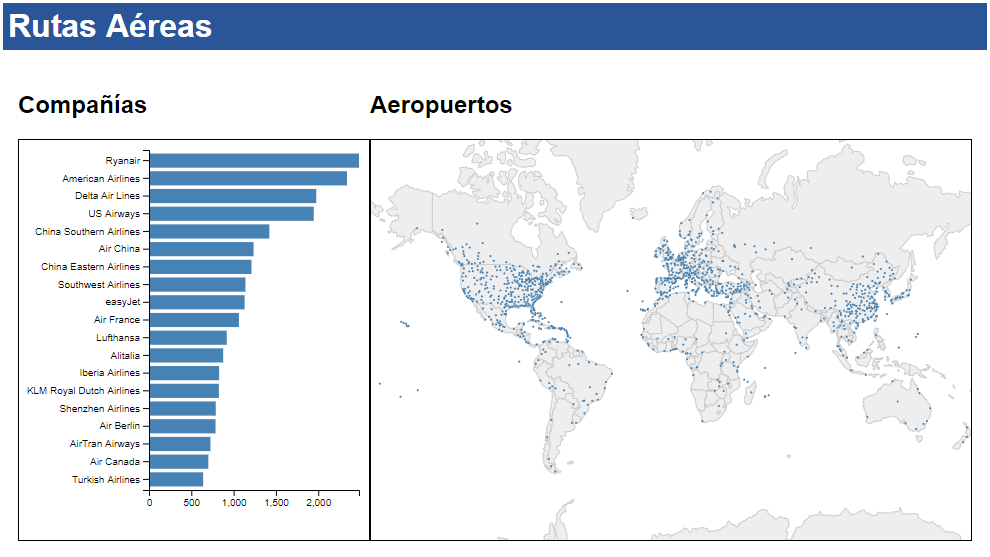 Rutas Aéreas
Compañías
Aeropuertos
Ryanair
American Airlines
Delta Air Lines
US Airways
China Southern Airlines
Air China
China Eastern Airlines
Southwest Airlines
easyJet
Air France
Lufthansa
Alitalia
Iberia Airlines
KLM Royal Dutch Airlines
Shenzhen Airlines
Air Berlin
AirTran Airways
Air Canada
Turkish Airlines
0 500 1,000 1,500 2,000